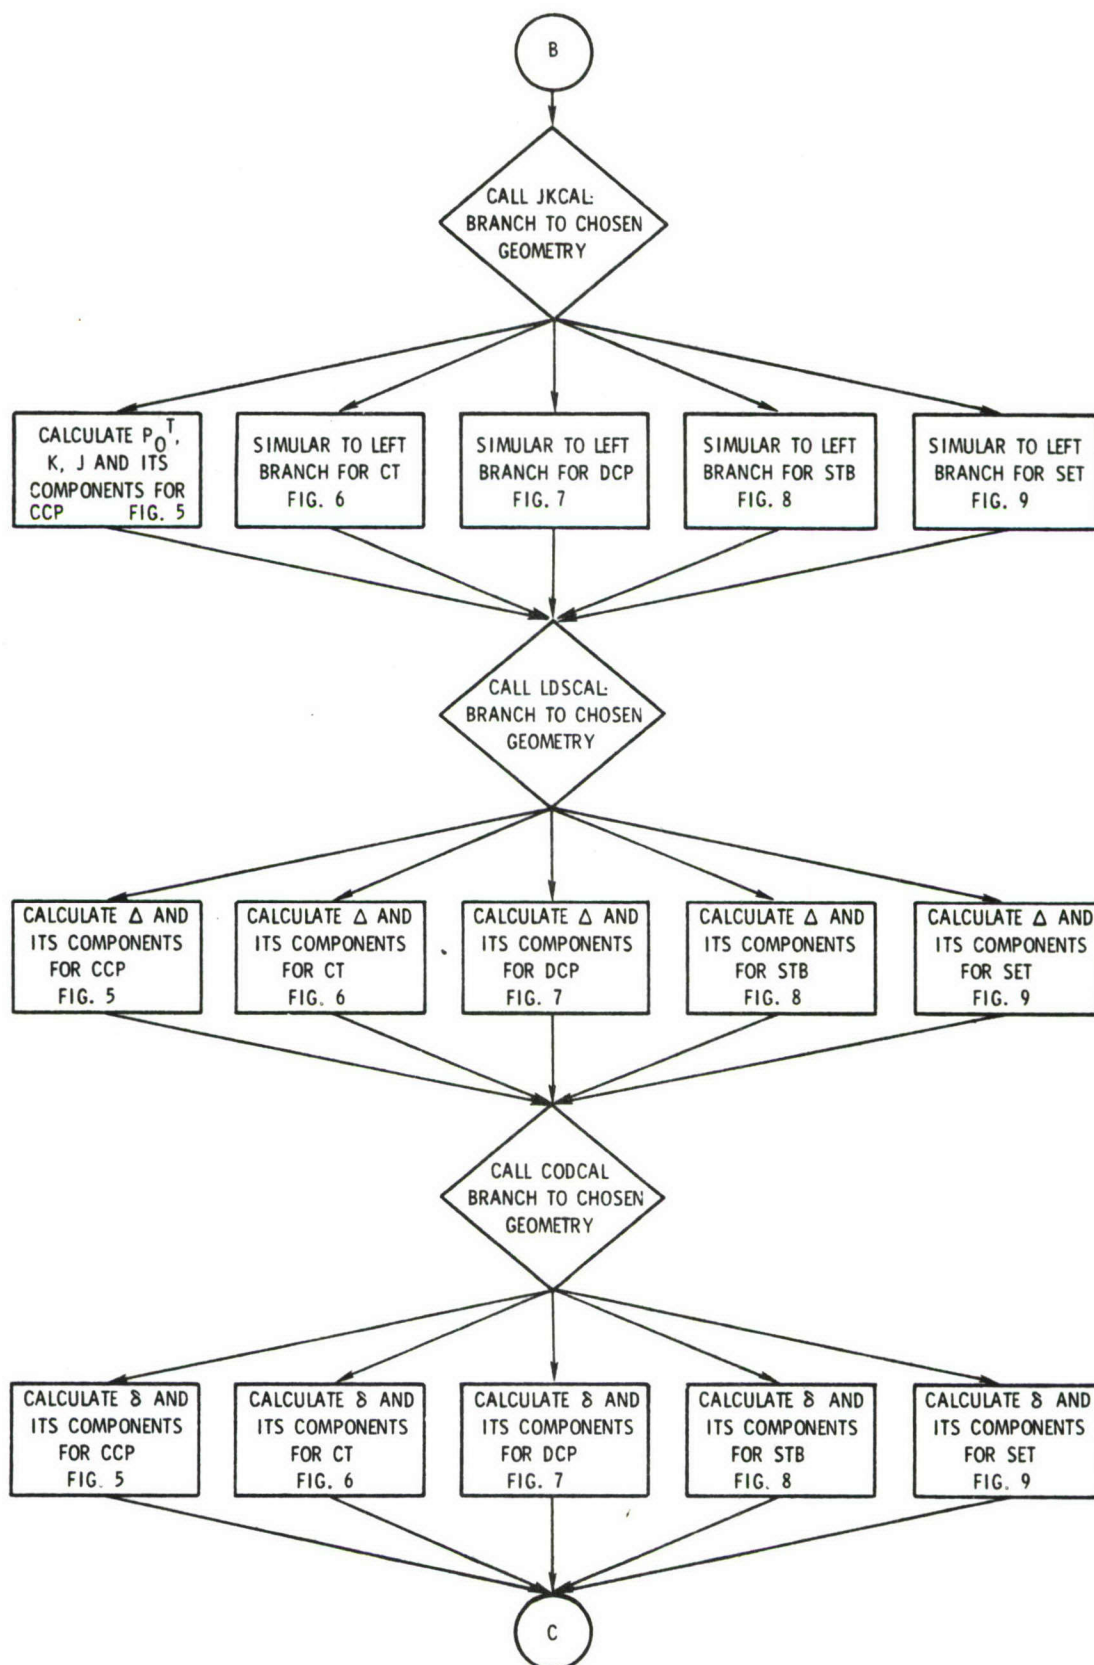 B
CALL JKCAL:
BRANCH TO CHOSEN
GEOMETRY
CALCULATE P₀ᵀ,
K, J AND ITS
COMPONENTS FOR
CCP FIG. 5
SIMULAR TO LEFT
BRANCH FOR CT
FIG. 6
SIMULAR TO LEFT
BRANCH FOR DCP
FIG. 7
SIMULAR TO LEFT
BRANCH FOR STB
FIG. 8
SIMULAR TO LEFT
BRANCH FOR SET
FIG. 9
CALL LDSCAL:
BRANCH TO CHOSEN
GEOMETRY
CALCULATE Δ AND
ITS COMPONENTS
FOR CCP
FIG. 5
CALCULATE Δ AND
ITS COMPONENTS
FOR CT
FIG. 6
CALCULATE Δ AND
ITS COMPONENTS
FOR DCP
FIG. 7
CALCULATE Δ AND
ITS COMPONENTS
FOR STB
FIG. 8
CALCULATE Δ AND
ITS COMPONENTS
FOR SET
FIG. 9
CALL CODCAL
BRANCH TO CHOSEN
GEOMETRY
CALCULATE δ AND
ITS COMPONENTS
FOR CCP
FIG. 5
CALCULATE δ AND
ITS COMPONENTS
FOR CT
FIG. 6
CALCULATE δ AND
ITS COMPONENTS
FOR DCP
FIG. 7
CALCULATE δ AND
ITS COMPONENTS
FOR STB
FIG. 8
CALCULATE δ AND
ITS COMPONENTS
FOR SET
FIG. 9
C